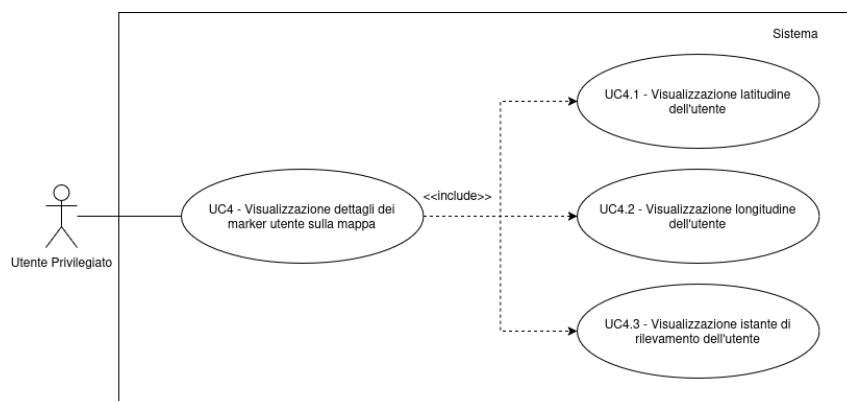 Sistema
UC4.1 - Visualizzazione latitudine
dell'utente
<<include>>
UC4 - Visualizzazione dettagli dei
marker utente sulla mappa
UC4.2 - Visualizzazione longitudine
dell'utente
Utente Privilegiato
UC4.3 - Visualizzazione istante di
rilevamento dell'utente